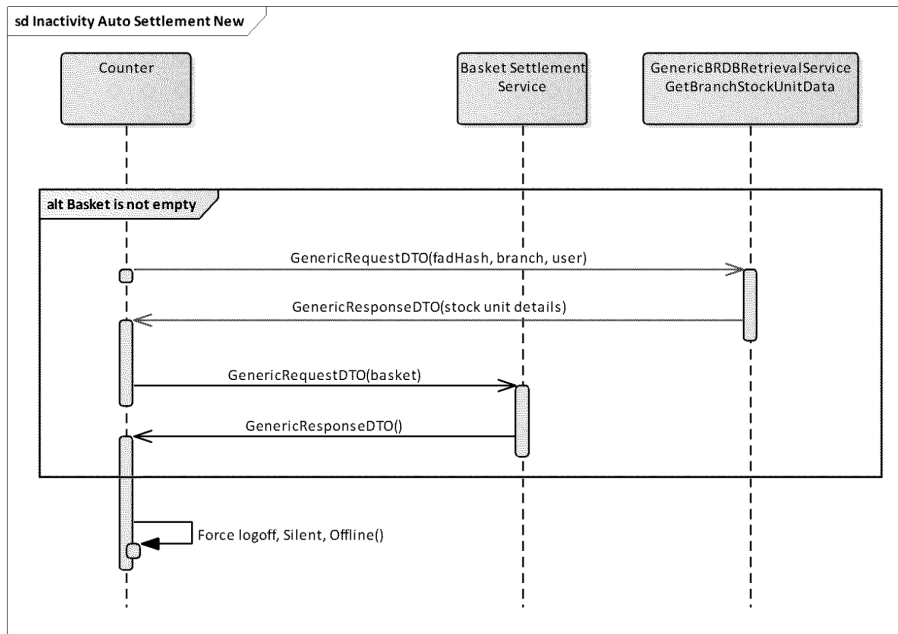 sd Inactivity Auto Settlement New
Counter
Basket Settlement
Service
GenericBRDBRetrievalService
GetBranchStockUnitData
alt Basket is not empty
GenericRequestDTO(fadHash, branch, user)
GenericResponseDTO(stock unit details)
GenericRequestDTO(basket)
GenericResponseDTO()
Force logoff, Silent, Offline()